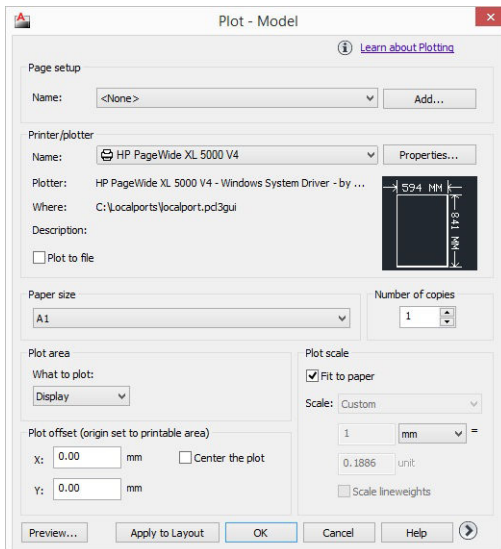 Plot - Model
Learn about Plotting
Page setup
Name: <None> Add...
Printer/plotter
Name: HP PageWide XL 5000 V4 Properties...
Plotter: HP PageWide XL 5000 V4 - Windows System Driver - by ...
Where: C:\Localports\localport.pcl3gui
Description:
Plot to file
594 MM
841 MM
Paper size
A1
Number of copies
1
Plot area
What to plot:
Display
Plot scale
Fit to paper
Scale: Custom
1 mm =
0.1886 unit
Scale lineweights
Plot offset (origin set to printable area)
X: 0.00 mm Center the plot
Y: 0.00 mm
Preview... Apply to Layout OK Cancel Help